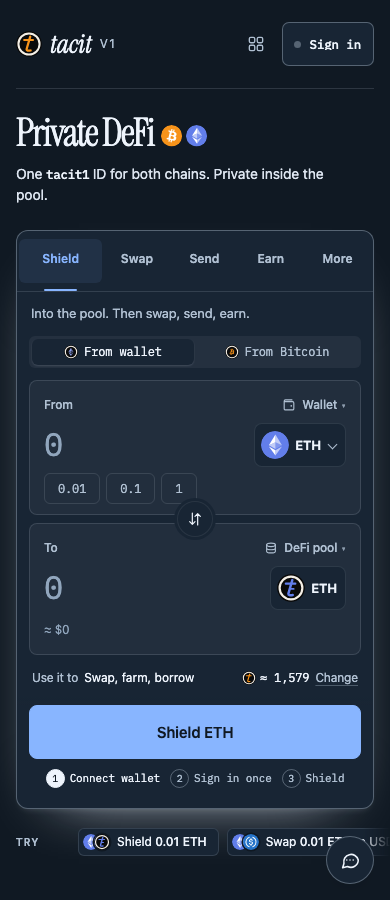 tacit V1
Sign in
Private DeFi
One tacit1 ID for both chains. Private inside the
pool.
Shield Swap Send Earn More
Into the pool. Then swap, send, earn.
From wallet From Bitcoin
From Wallet
0 ETH
0.01 0.1 1
To DeFi pool
0 ETH
≈ $0
Use it to Swap, farm, borrow ≈ 1,579 Change
Shield ETH
1 Connect wallet 2 Sign in once 3 Shield
TRY Shield 0.01 ETH Swap 0.01